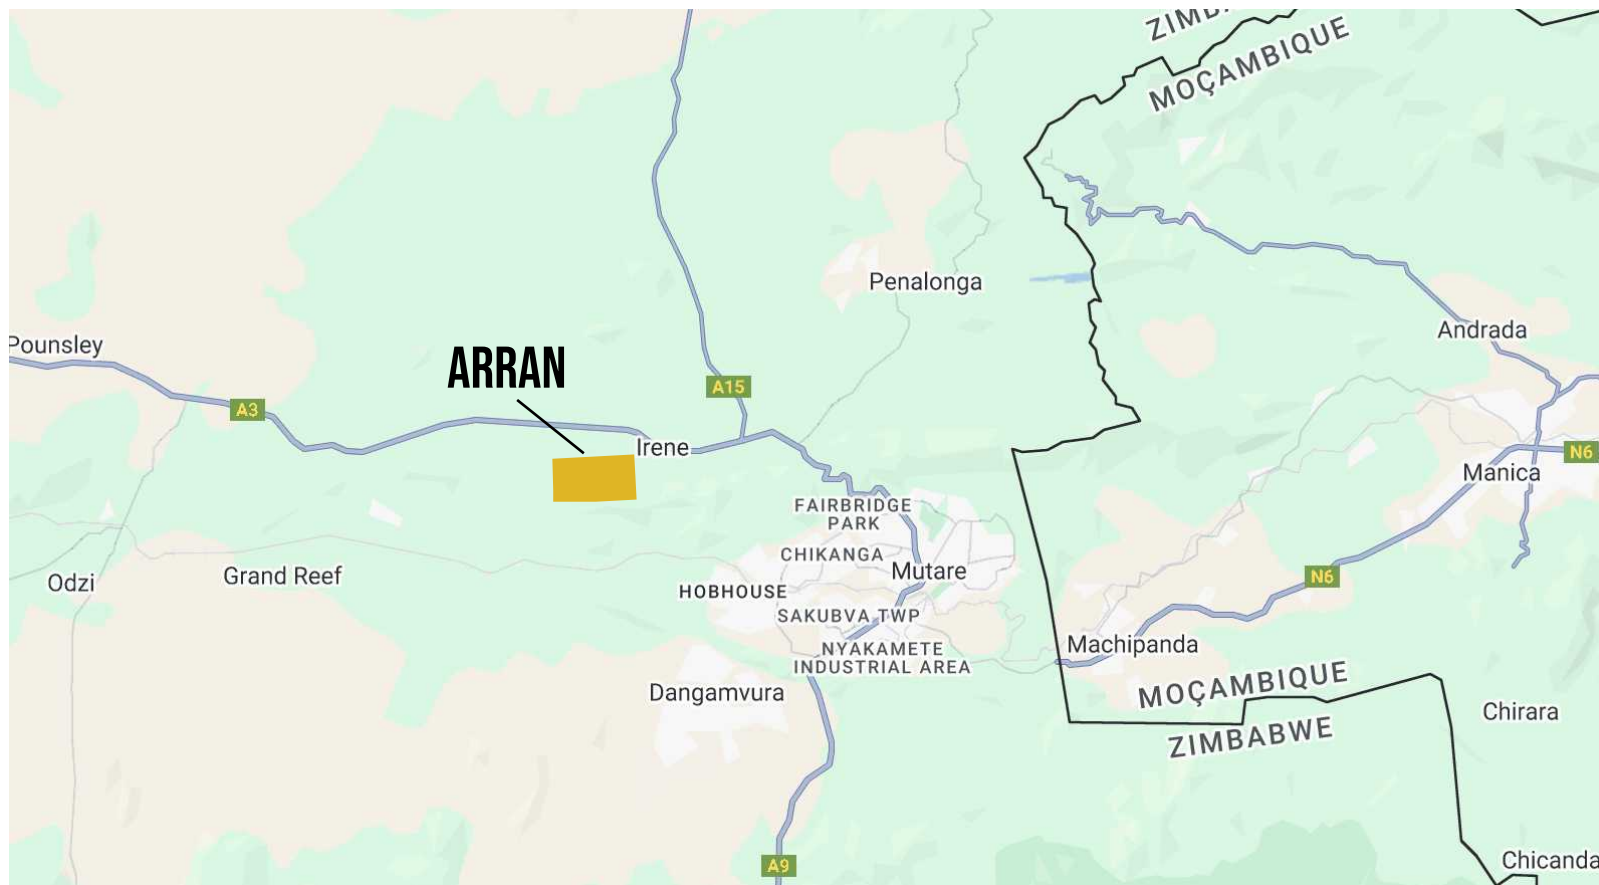 ZIMB
MOÇAMBIQUE
Penalonga
Andrada
Pounsley
ARRAN
A15
A3
Irene
N6
Manica
FAIRBRIDGE
PARK
CHIKANGA
Mutare
Odzi
Grand Reef
N6
HOBHOUSE
SAKUBVA TWP
Machipanda
NYAKAMETE
INDUSTRIAL AREA
Dangamvura
MOÇAMBIQUE
Chirara
ZIMBABWE
A9
Chicanda